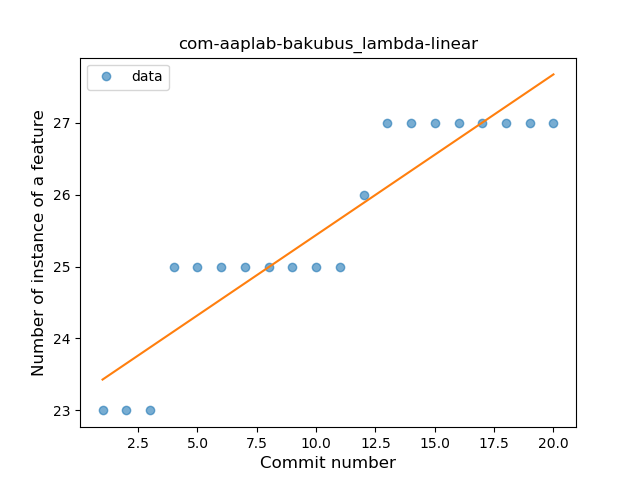 com-aaplab-bakubus_lambda-linear
data
Number of instance of a feature
27
26
25
24
23
2.5 5.0 7.5 10.0 12.5 15.0 17.5 20.0
Commit number